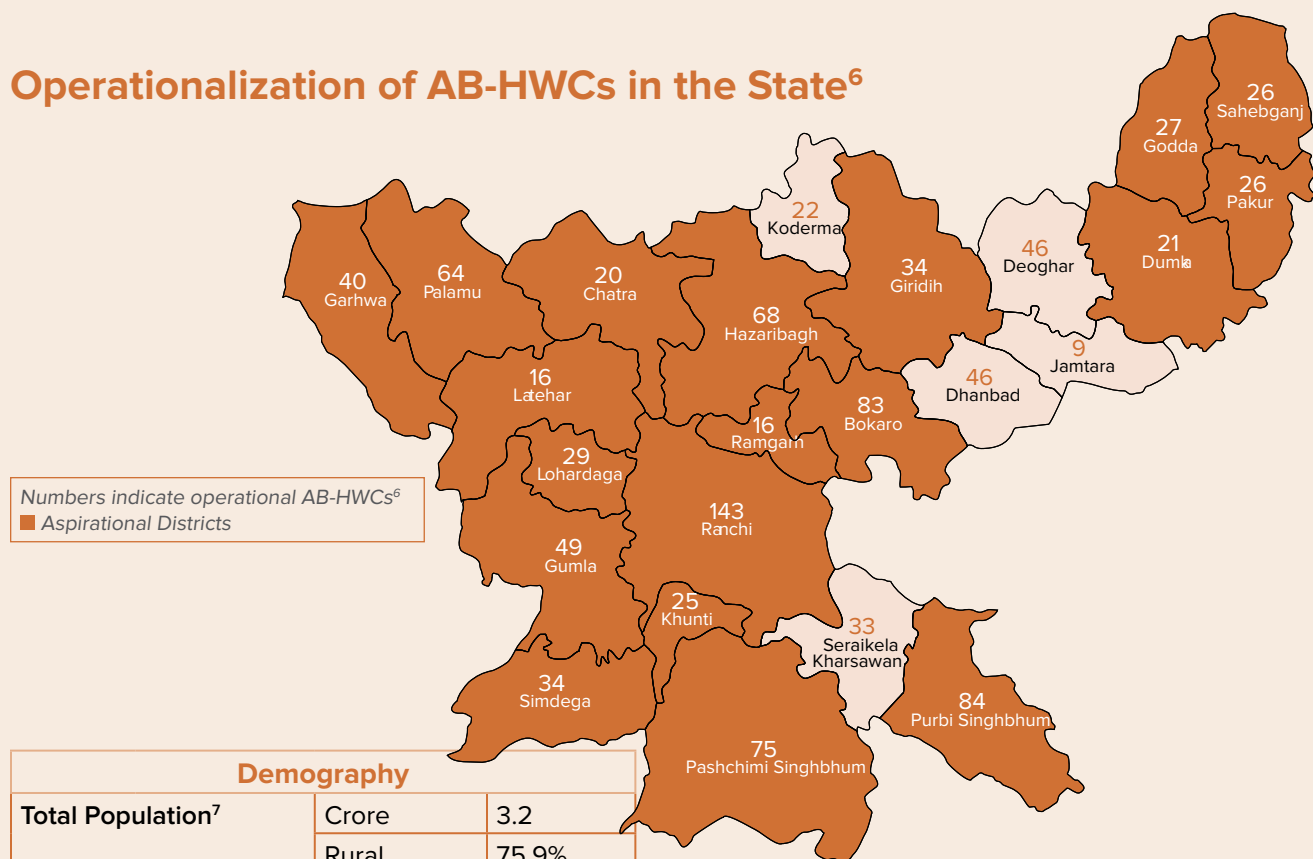 Operationalization of AB-HWCs in the State⁶
26
Sahebganj
27
Godda
26
Pakur
22
Koderma
46
Deoghar
21
Dumka
40
Garhwa
64
Palamu
20
Chatra
34
Giridih
68
Hazaribagh
9
Jamtara
46
Dhanbad
16
Latehar
83
Bokaro
16
Ramgarh
29
Lohardaga
Numbers indicate operational AB-HWCs⁶
Aspirational Districts
143
Ranchi
49
Gumla
25
Khunti
33
Seraikela
Kharsawan
34
Simdega
84
Purbi Singhbhum
75
Pashchimi Singhbhum
Demography
Total Population⁷ Crore 3.2
Rural 75.9%